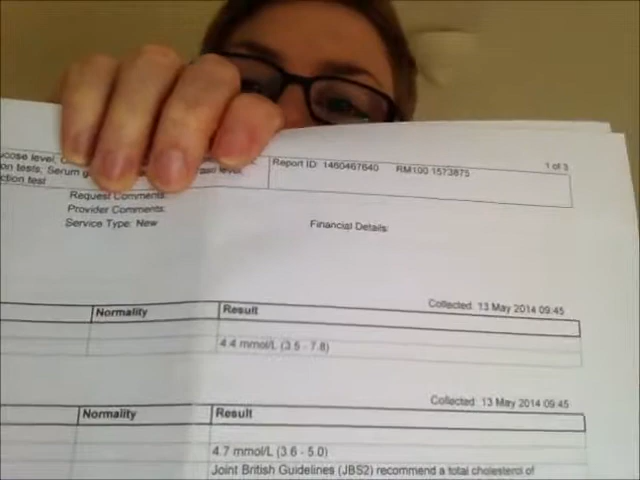 ucose level,
Report ID: 1460467640 RM100 1573875 1 of 3
on tests, Serum
ction test
Request Comments:
Provider Comments:
Service Type: New Financial Details:
Collected: 13 May 2014 09:45
Normality Result
4.4 mmol/L (3.5 - 7.8)
Collected: 13 May 2014 09:45
Normality Result
4.7 mmol/L (3.6 - 5.0)
Joint British Guidelines (JBS2) recommend a total cholesterol of